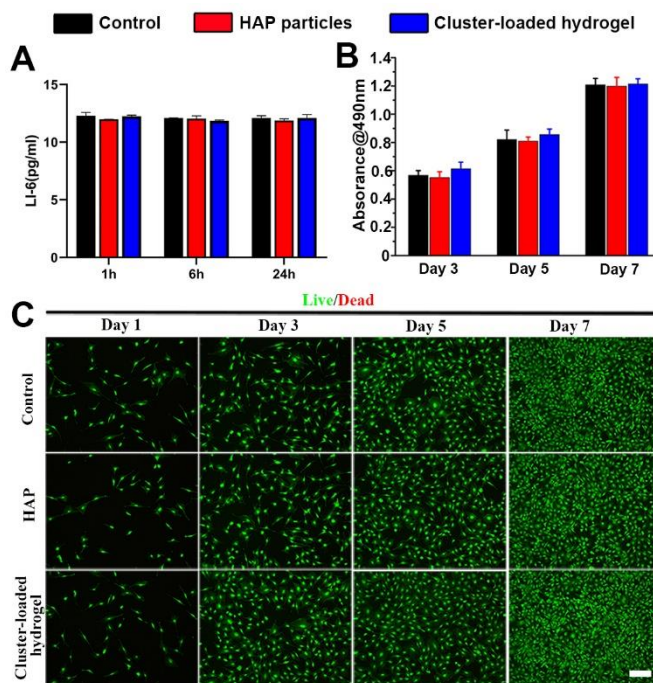 Control HAP particles Cluster-loaded hydrogel
A
LI-6(pg/ml)
15
10
5
0
1h 6h 24h
B
Absorance@490nm
1.4
1.2
1.0
0.8
0.6
0.4
0.2
0
Day 3 Day 5 Day 7
C
Live/Dead
Day 1 Day 3 Day 5 Day 7
Control
HAP
Cluster-loaded
hydrogel